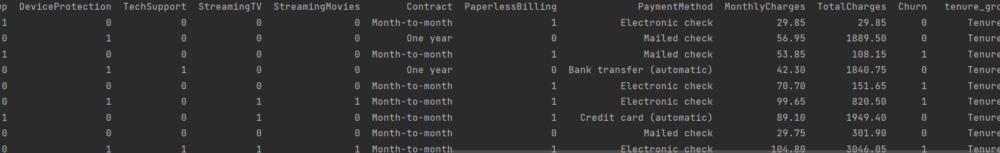 up DeviceProtection TechSupport StreamingTV StreamingMovies Contract PaperlessBilling PaymentMethod MonthlyCharges TotalCharges Churn tenure_gro
1 0 0 0 0 Month-to-month 1 Electronic check 29.85 29.85 0 Tenure
0 1 0 0 0 One year 0 Mailed check 56.95 1889.50 0 Tenure
1 0 0 0 0 Month-to-month 1 Mailed check 53.85 108.15 1 Tenure
0 1 1 0 0 One year 0 Bank transfer (automatic) 42.30 1840.75 0 Tenure
0 0 0 0 0 Month-to-month 1 Electronic check 70.70 151.65 1 Tenure
0 1 0 1 1 Month-to-month 1 Electronic check 99.65 820.50 1 Tenure
1 0 0 1 0 Month-to-month 1 Credit card (automatic) 89.10 1949.40 0 Tenure
0 0 0 0 0 Month-to-month 0 Mailed check 29.75 301.90 0 Tenure
0 1 1 1 1 Month-to-month 1 Electronic check 104.80 3046.05 1 Tenure